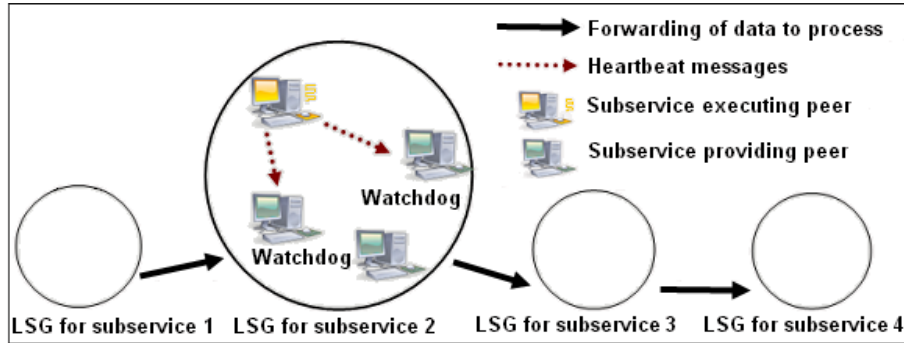 Forwarding of data to process
Heartbeat messages
Subservice executing peer
Subservice providing peer
Watchdog
Watchdog
LSG for subservice 1
LSG for subservice 2
LSG for subservice 3
LSG for subservice 4